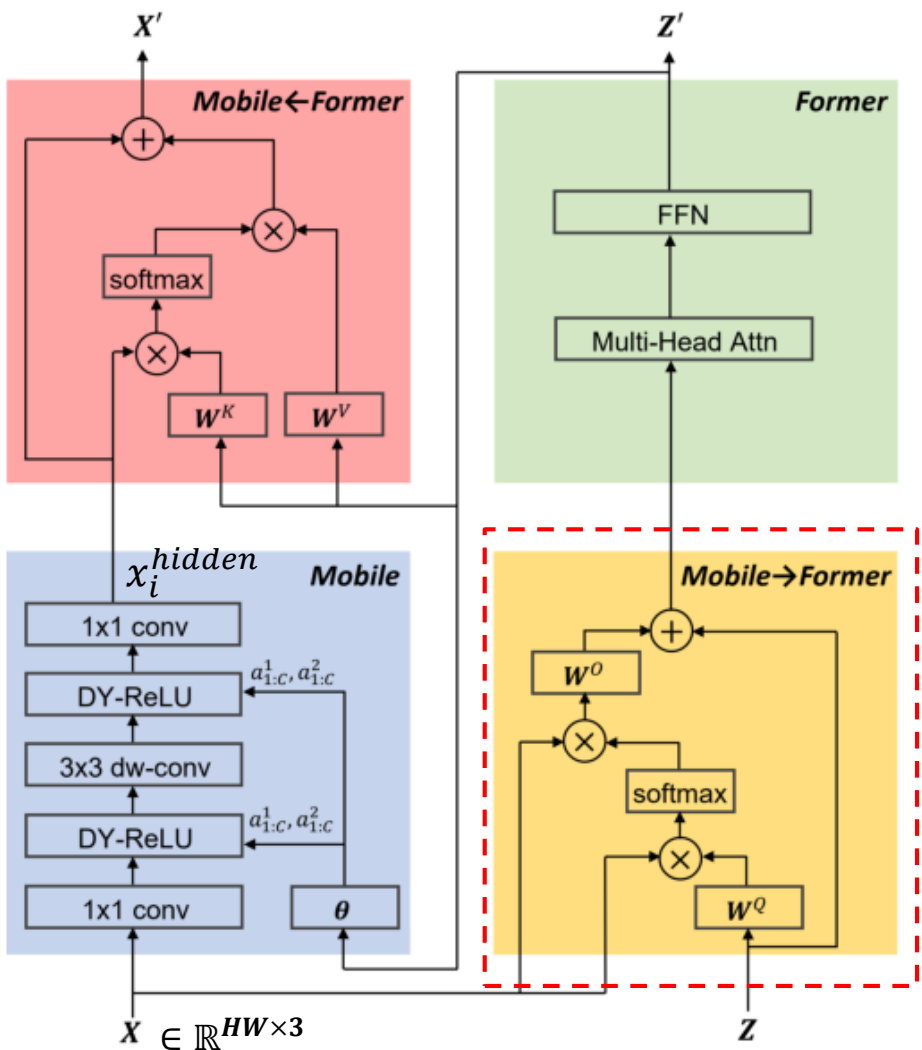 X′
Z′
Mobile←Former
Former
softmax
W^K
W^V
FFN
Multi-Head Attn
x_i^{hidden}
Mobile
1x1 conv
DY-ReLU
a^1_{1:C}, a^2_{1:C}
3x3 dw-conv
DY-ReLU
a^1_{1:C}, a^2_{1:C}
1x1 conv
θ
Mobile→Former
W^O
softmax
W^Q
X ∈ ℝ^{HW×3}
Z